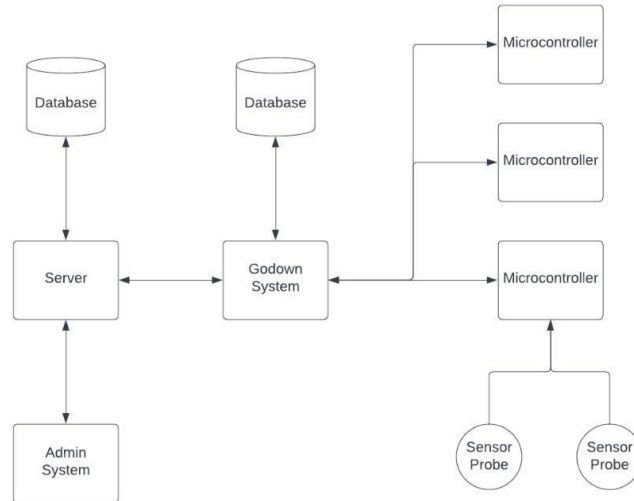 Microcontroller
Database
Database
Microcontroller
Server
Godown
System
Microcontroller
Admin
System
Sensor
Probe
Sensor
Probe